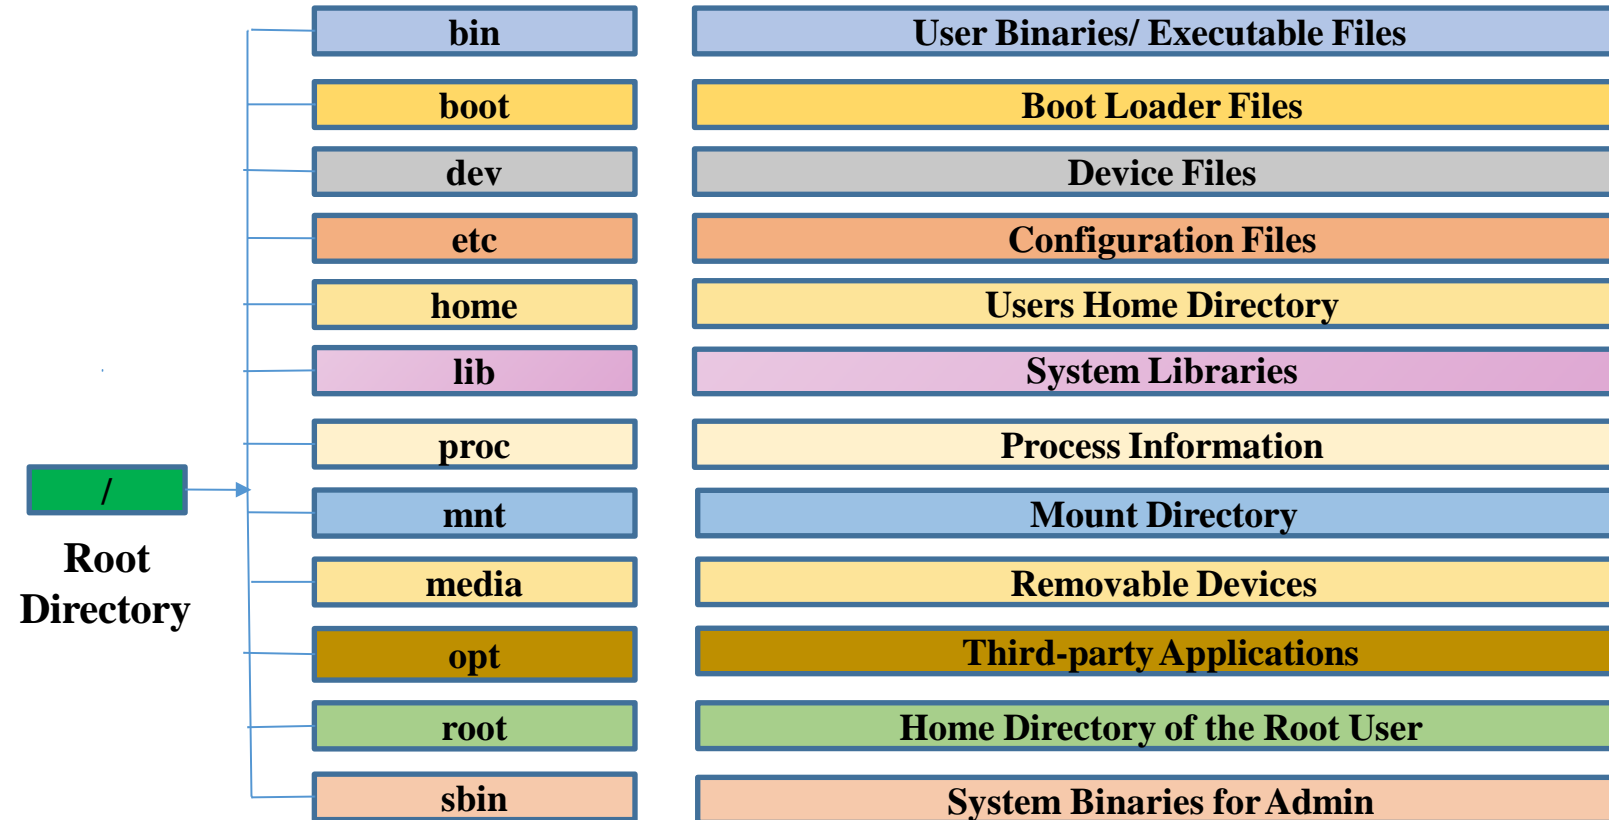 bin User Binaries/ Executable Files
boot Boot Loader Files
dev Device Files
etc Configuration Files
home Users Home Directory
lib System Libraries
proc Process Information
/
mnt Mount Directory
Root
Directory
media Removable Devices
opt Third-party Applications
root Home Directory of the Root User
sbin System Binaries for Admin